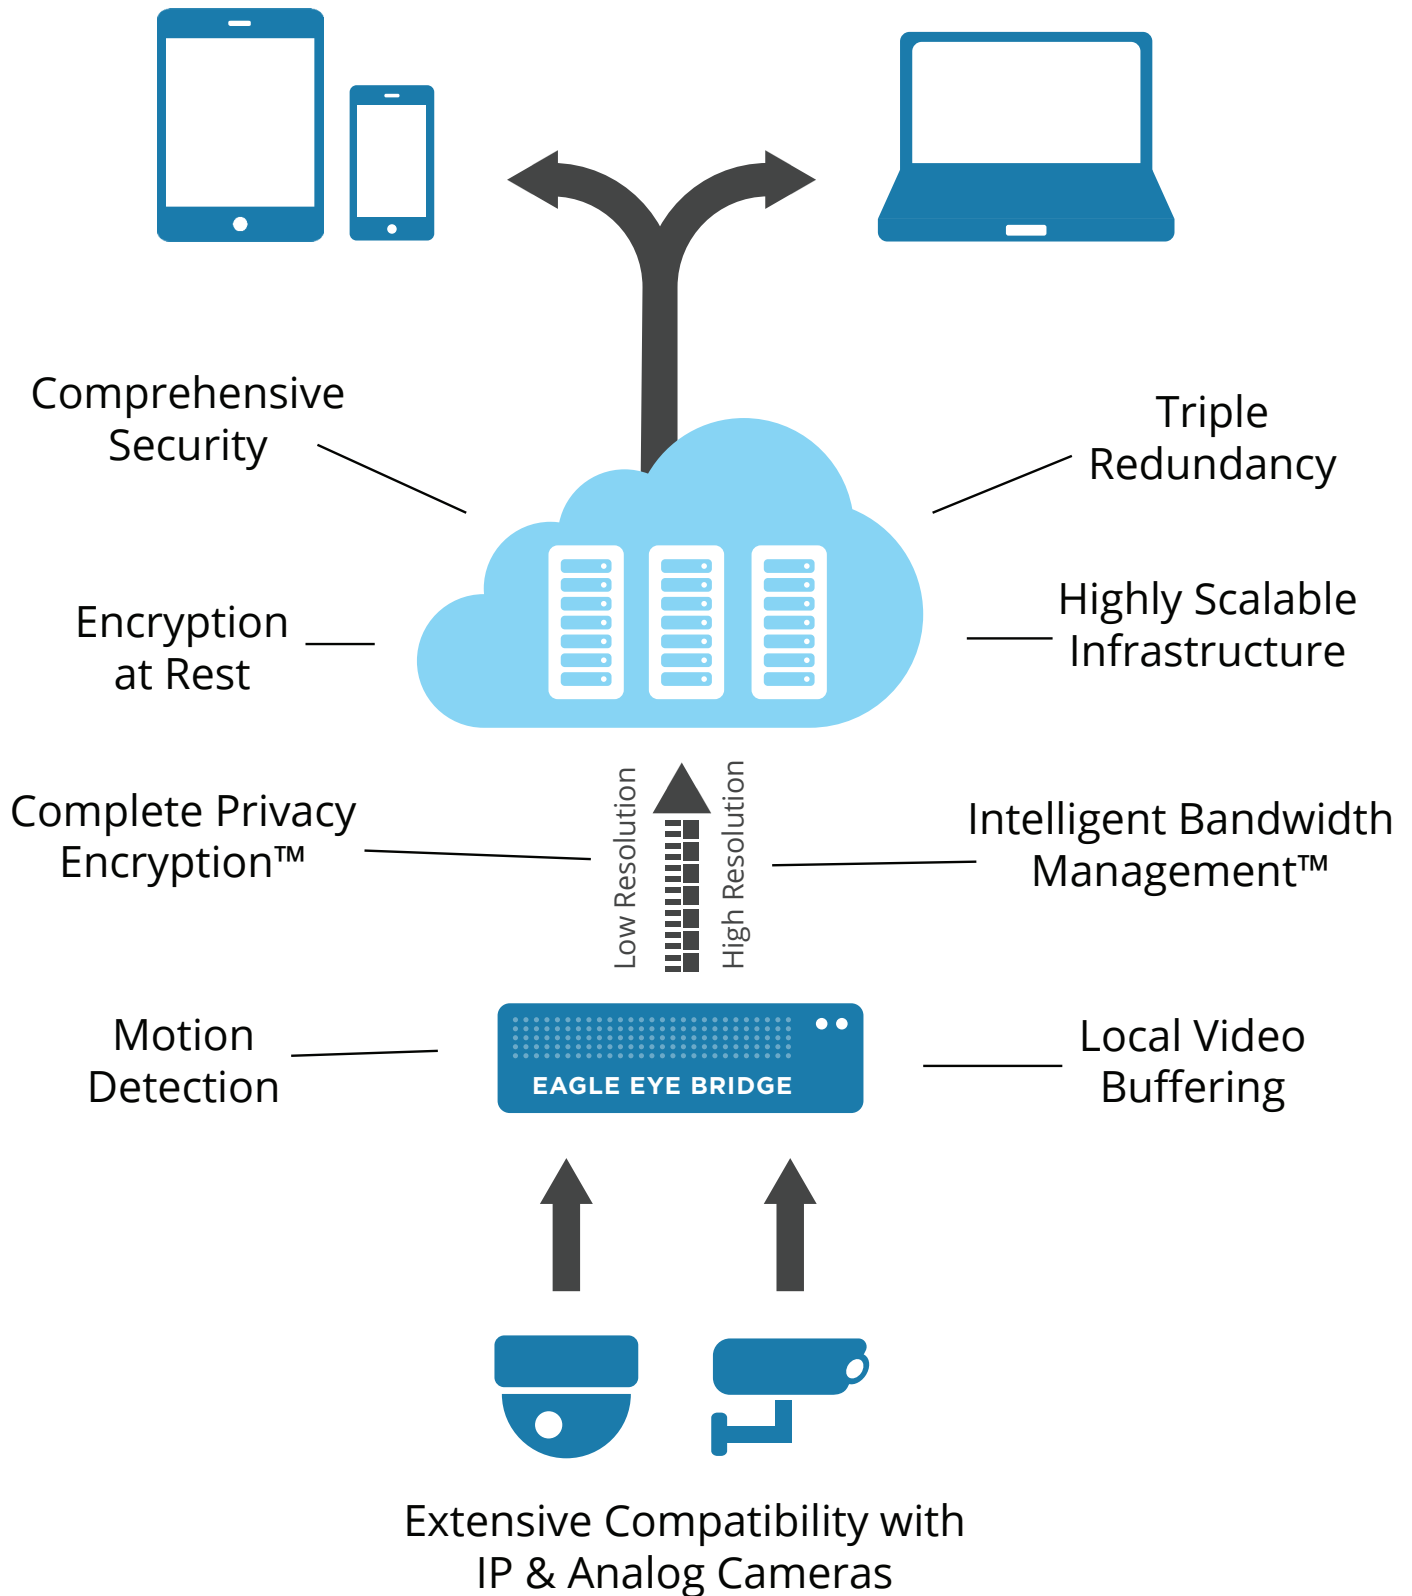 Comprehensive
Security
Triple
Redundancy
Encryption
at Rest
Highly Scalable
Infrastructure
Complete Privacy
Encryption™
Low Resolution
High Resolution
Intelligent Bandwidth
Management™
Motion
Detection
EAGLE EYE BRIDGE
Local Video
Buffering
Extensive Compatibility with
IP & Analog Cameras